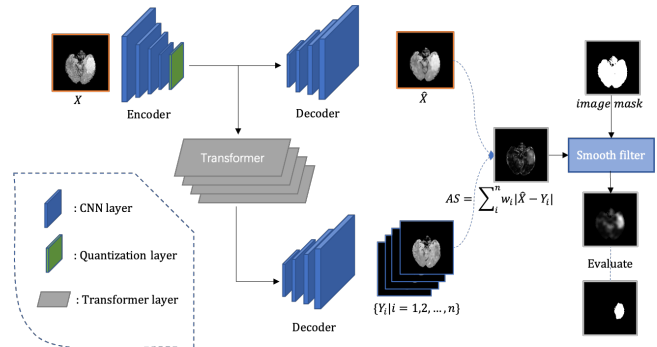 X
Encoder
Decoder
X̂
image mask
Transformer
Smooth filter
AS = ∑ᵢⁿ wᵢ|X̂ − Yᵢ|
: CNN layer
: Quantization layer
: Transformer layer
Decoder
{Yᵢ|i = 1,2, … , n}
Evaluate